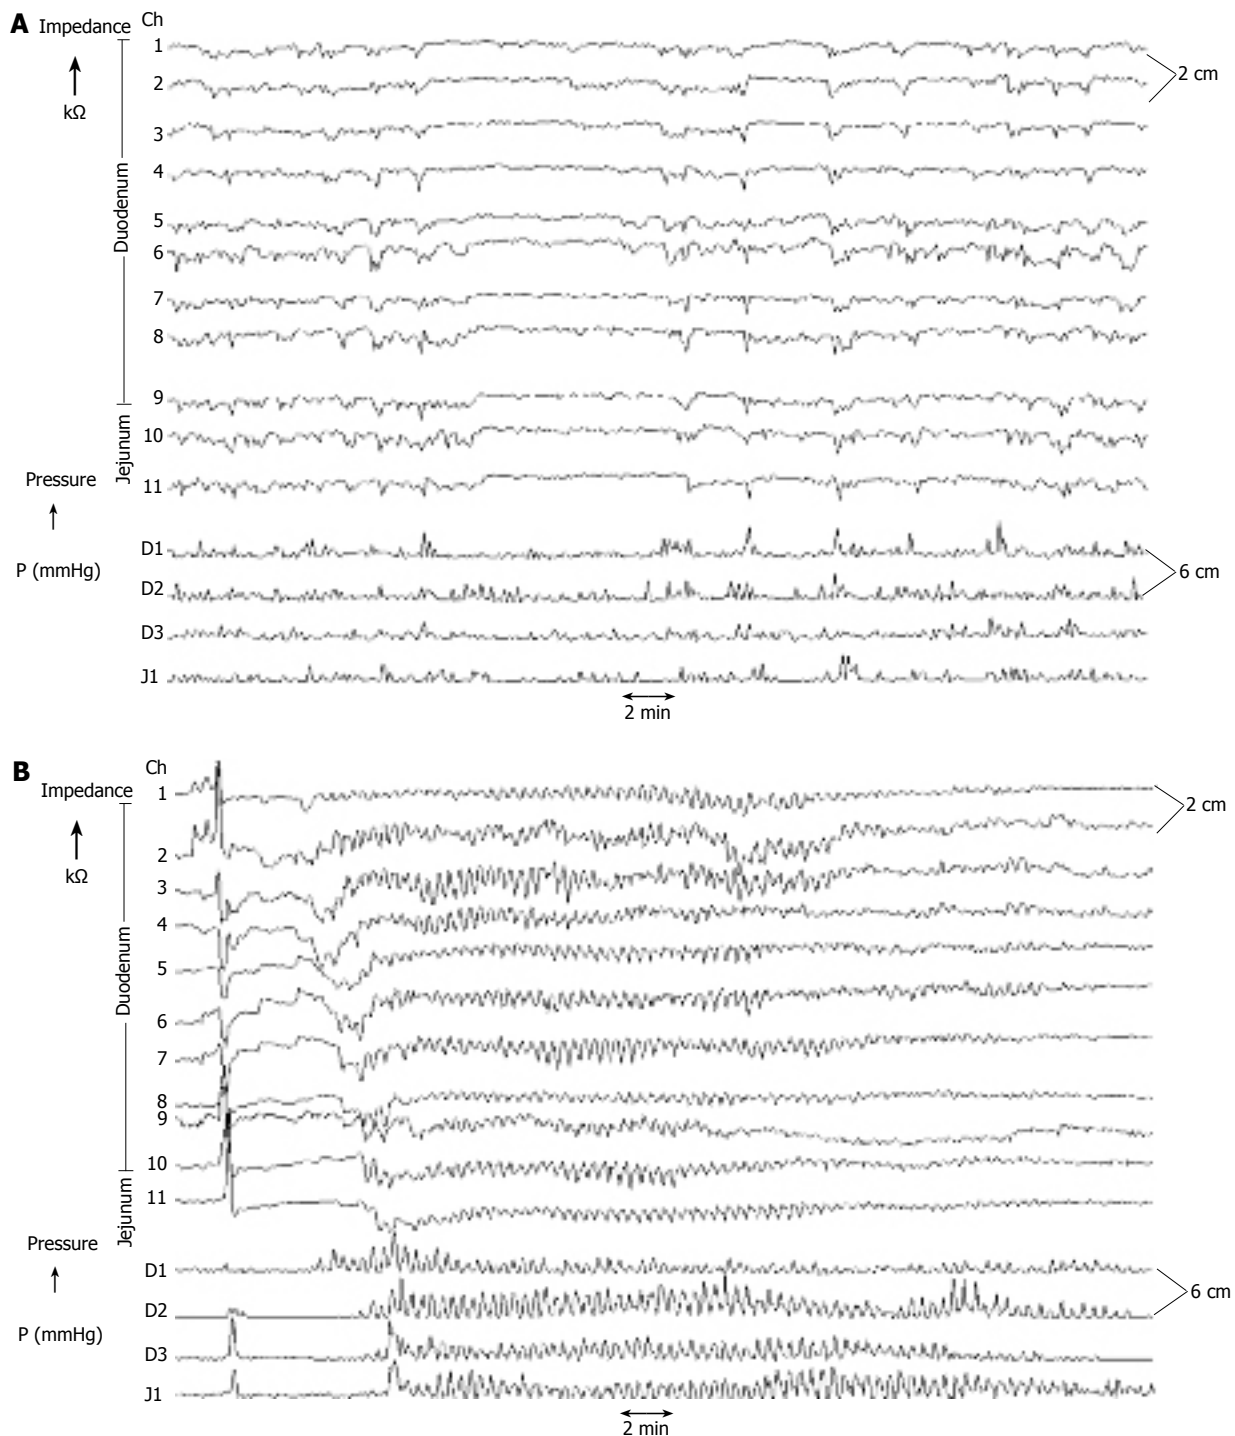 A Impedance Ch
kΩ
Duodenum
Jejunum
1
2
3
4
5
6
7
8
9
10
11
2 cm
Pressure
P (mmHg)
D1
D2
D3
J1
6 cm
2 min
B
Impedance Ch
kΩ
Duodenum
Jejunum
1
2
3
4
5
6
7
8
9
10
11
2 cm
Pressure
P (mmHg)
D1
D2
D3
J1
6 cm
2 min